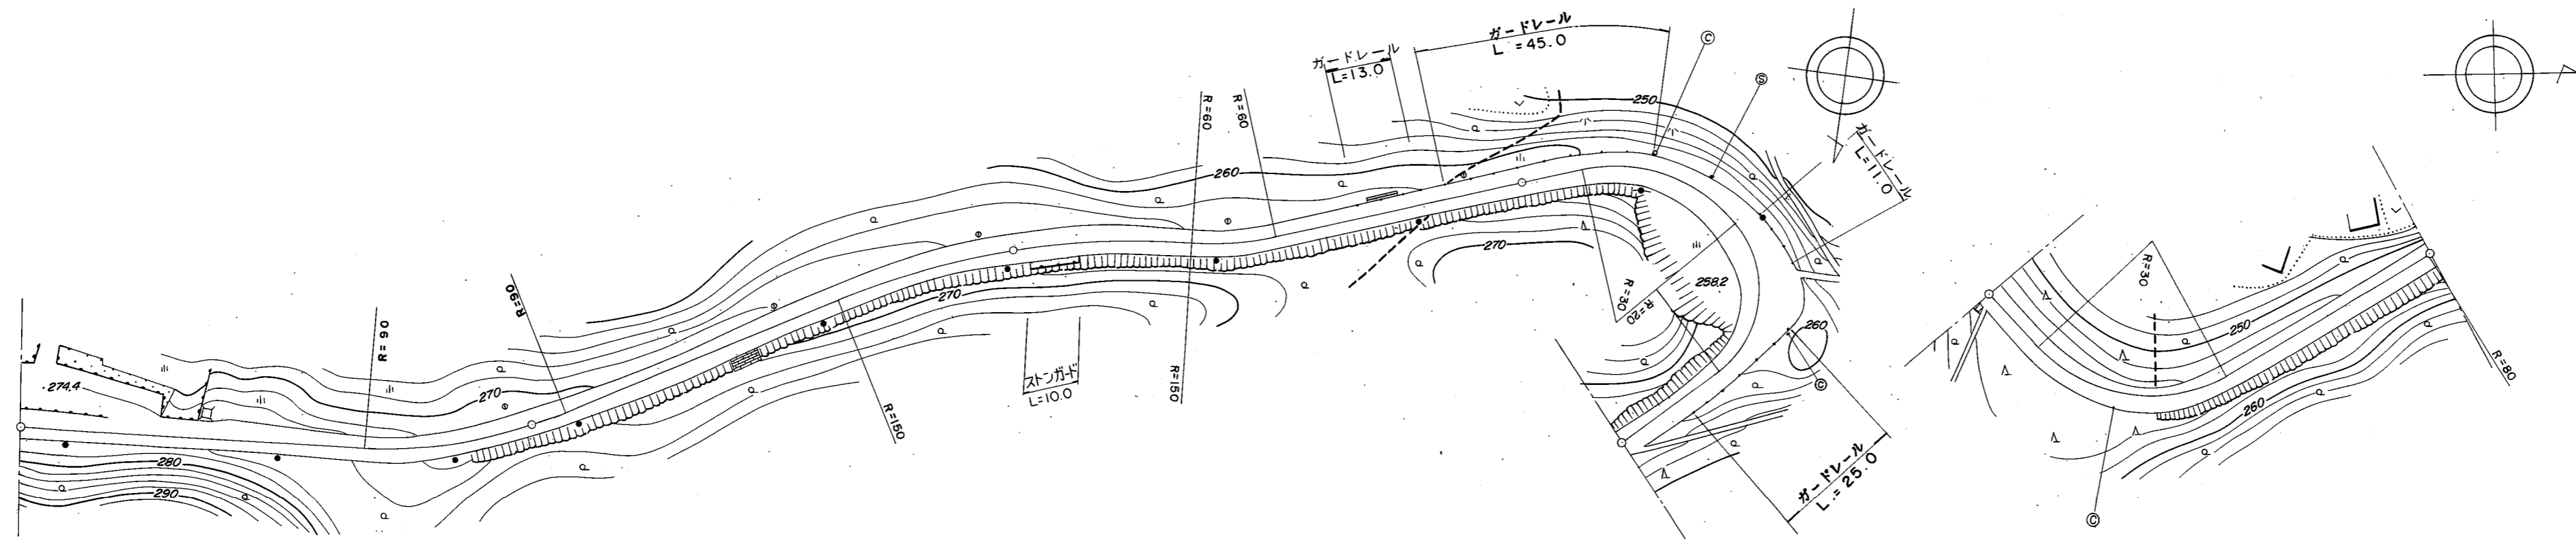 ガードレール
L=45.0
ガードレール
L=13.0
Ⓒ
Ⓢ
ガードレール
L=11.0
250
R=60
R=60
260
270
R=30
R=20
258.2
260
Ⓒ
ガードレール
L=25.0
274.4
270
R=90
R=90
280
290
270
R=150
ストンガード
L=10.0
R=150
R=30
250
260
R=80
Ⓒ